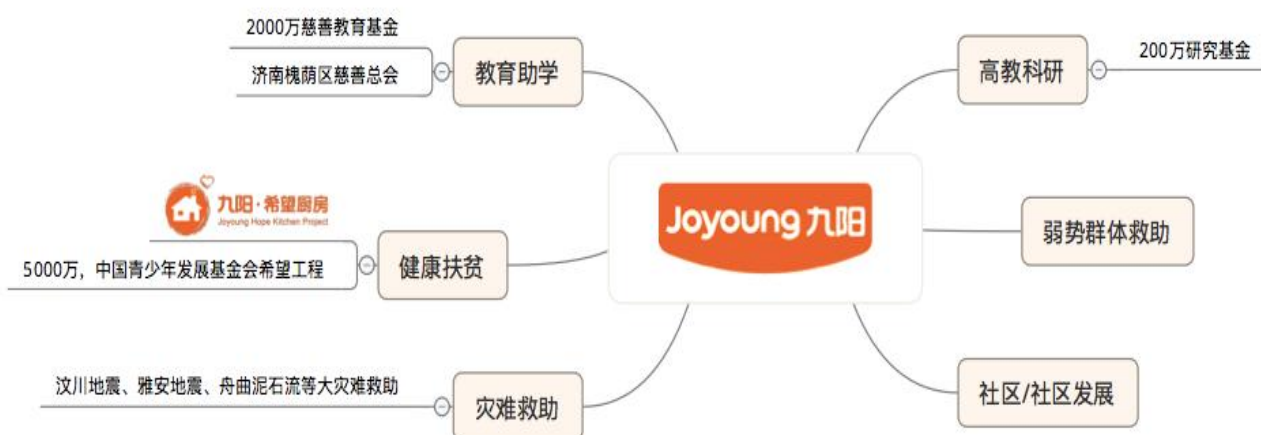 2000万慈善教育基金
济南槐荫区慈善总会
教育助学
九阳·希望厨房
Joyoung Hope Kitchen Project
5000万，中国青少年发展基金会希望工程
健康扶贫
汶川地震、雅安地震、舟曲泥石流等大灾难救助
灾难救助
Joyoung 九阳
高教科研
200万研究基金
弱势群体救助
社区/社区发展